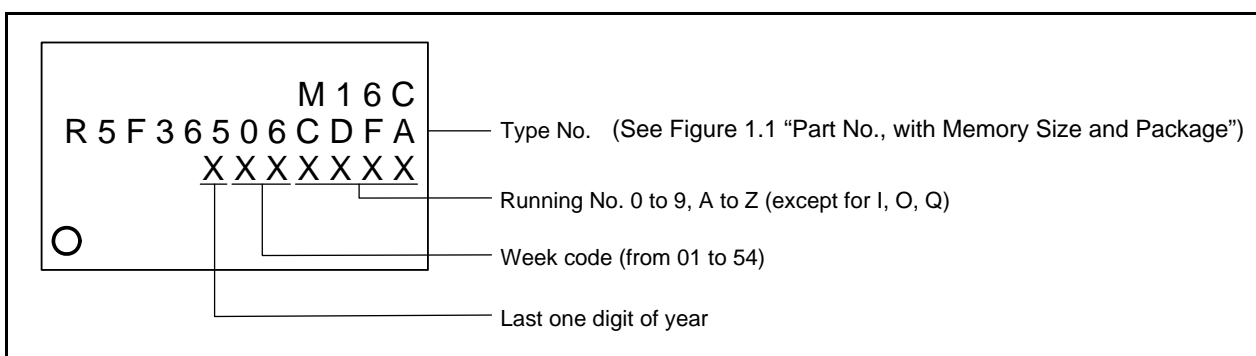 M16C
R5F36506CDFA
Type No. (See Figure 1.1 “Part No., with Memory Size and Package”)
XXXXXXX
Running No. 0 to 9, A to Z (except for I, O, Q)
Week code (from 01 to 54)
Last one digit of year